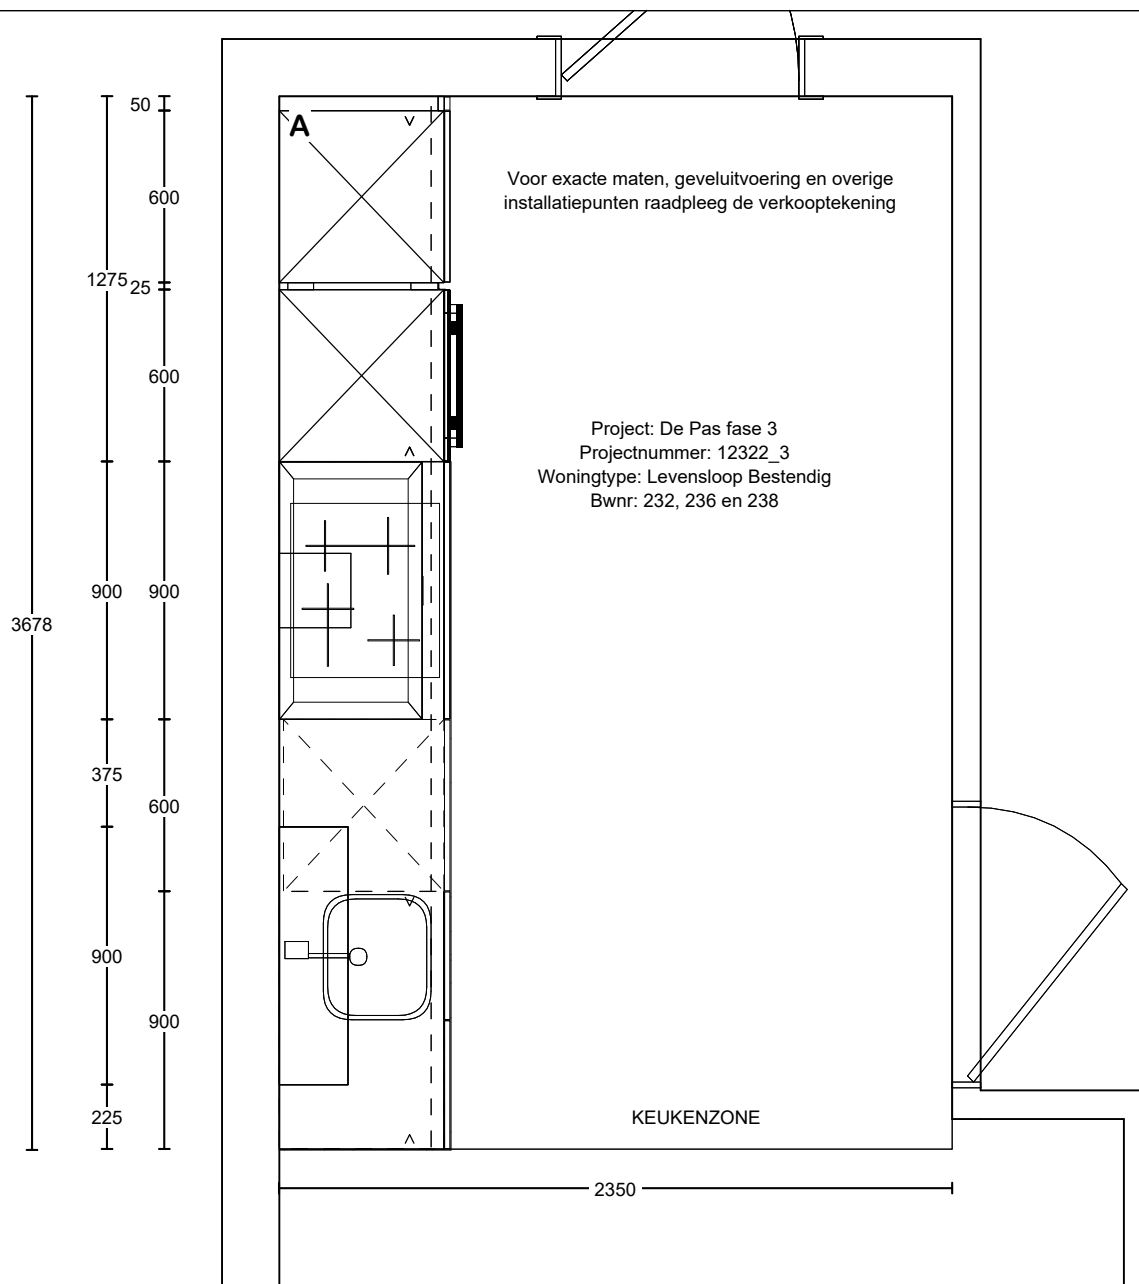 50
A
Voor exacte maten, geveluitvoering en overige
installatiepunten raadpleeg de verkooptekening
600
1275
25
600
Project: De Pas fase 3
Projectnummer: 12322_3
Woningtype: Levensloop Bestendig
Bwnr: 232, 236 en 238
900
900
3678
375
600
900
900
225
KEUKENZONE
2350